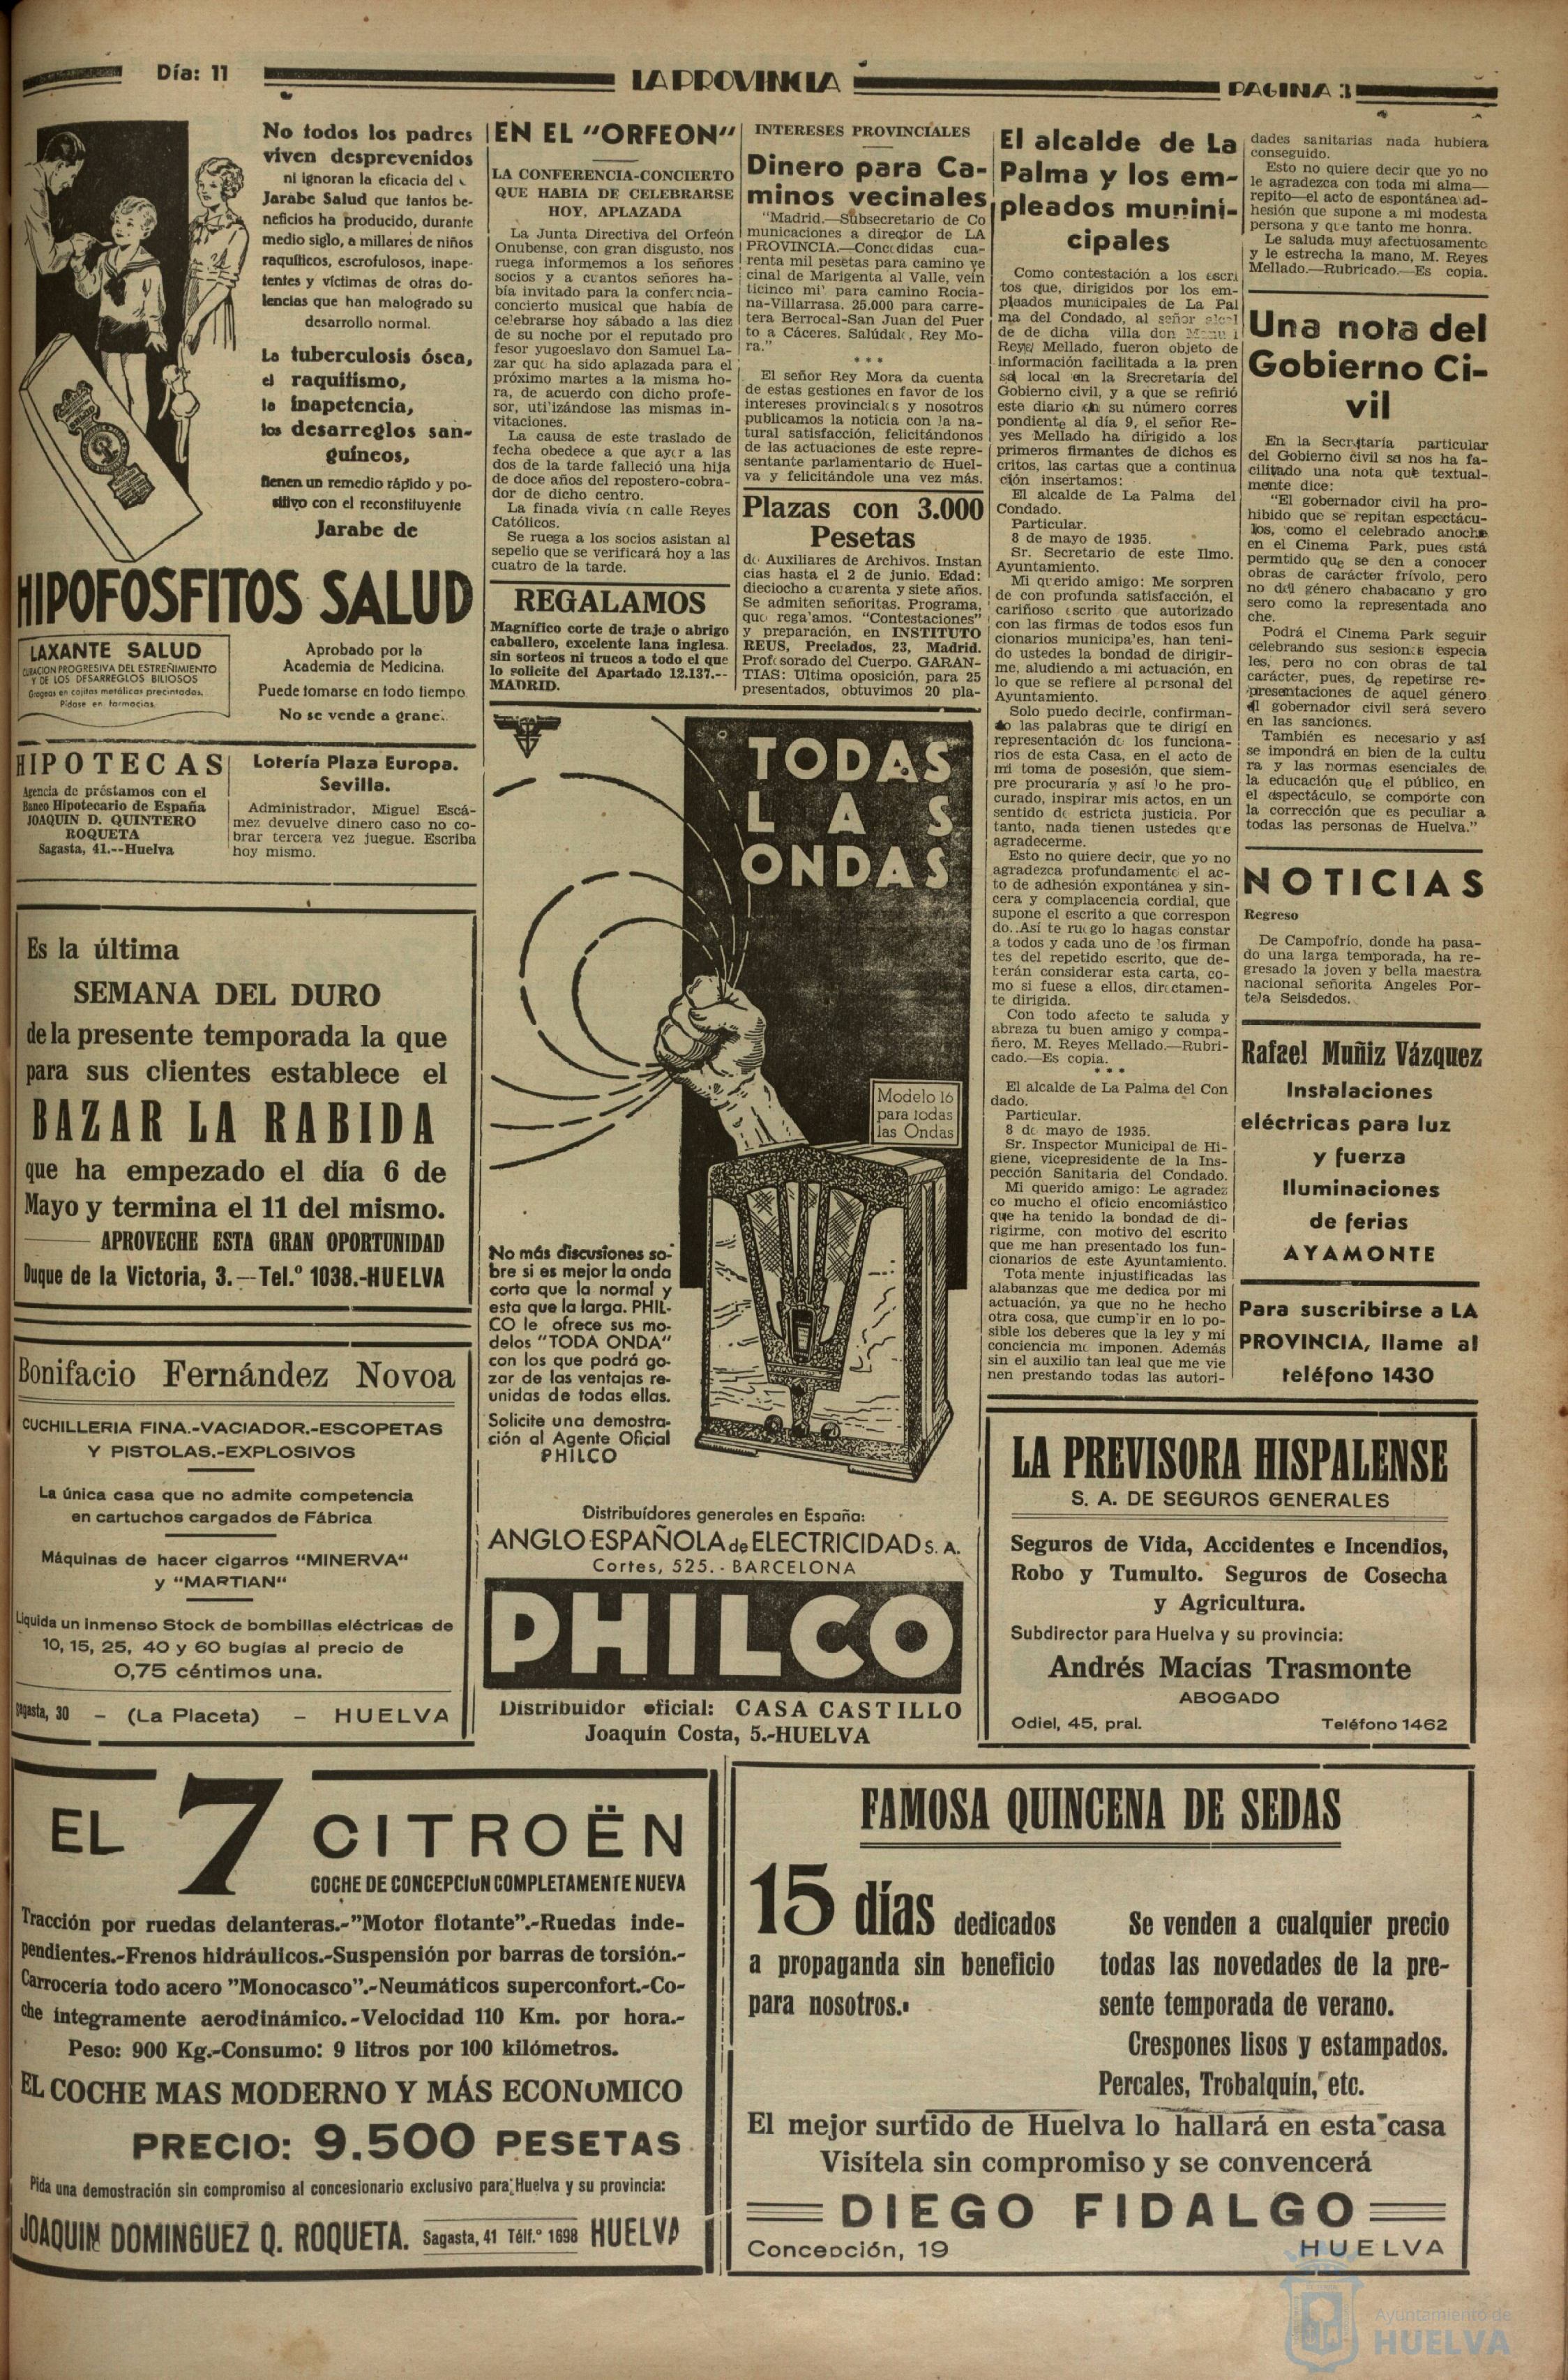 Día: 11
LA PROVINCIA
PAGINA 3
No todos los padres
viven desprevenidos
ni ignoran la eficacia del
Jarabe Salud que tantos be-
neficios ha producido, durante
medio siglo, a millares de niños
raquíticos, escrofulosos, inape-
tentes y víctimas de otras do-
lencias que han malogrado su
desarrollo normal.
La tuberculosis ósea,
el raquitismo,
la inapetencia,
los desarreglos san-
guíneos,
tienen un remedio rápido y po-
sitivo con el reconstituyente
Jarabe de
HIPOFOSFITOS SALUD
LAXANTE SALUD
CURACION PROGRESIVA DEL ESTREÑIMIENTO
Y DE LOS DESARREGLOS BILIOSOS
Grageas en cajitas metálicas precintadas.
Pídase en farmacias.
Aprobado por la
Academia de Medicina.
Puede tomarse en todo tiempo
No se vende a granel.
HIPOTECAS
Agencia de préstamos con el
Banco Hipotecario de España
JOAQUIN D. QUINTERO
ROQUETA
Sagasta, 41.--Huelva
Lotería Plaza Europa.
Sevilla.
Administrador, Miguel Escá-
mez devuelve dinero caso no co-
brar tercera vez juegue. Escriba
hoy mismo.
Es la última
SEMANA DEL DURO
de la presente temporada la que
para sus clientes establece el
BAZAR LA RABIDA
que ha empezado el día 6 de
Mayo y termina el 11 del mismo.
APROVECHE ESTA GRAN OPORTUNIDAD
Duque de la Victoria, 3.—Tel.º 1038.-HUELVA
Bonifacio Fernández Novoa
CUCHILLERIA FINA.-VACIADOR.-ESCOPETAS
Y PISTOLAS.-EXPLOSIVOS
La única casa que no admite competencia
en cartuchos cargados de Fábrica
Máquinas de hacer cigarros "MINERVA"
y "MARTIAN"
Liquida un inmenso Stock de bombillas eléctricas de
10, 15, 25, 40 y 60 bugías al precio de
0,75 céntimos una.
Sagasta, 30 – (La Placeta) – HUELVA
EN EL "ORFEON"
LA CONFERENCIA-CONCIERTO
QUE HABIA DE CELEBRARSE
HOY, APLAZADA
La Junta Directiva del Orfeón
Onubense, con gran disgusto, nos
ruega informemos a los señores
socios y a cuantos señores ha-
bía invitado para la conferencia-
concierto musical que había de
celebrarse hoy sábado a las diez
de su noche por el reputado pro
fesor yugoeslavo don Samuel La-
zar que ha sido aplazada para el
próximo martes a la misma ho-
ra, de acuerdo con dicho profe-
sor, utilizándose las mismas in-
vitaciones.
La causa de este traslado de
fecha obedece a que ayer a las
dos de la tarde falleció una hija
de doce años del repostero-cobra-
dor de dicho centro.
La finada vivía en calle Reyes
Católicos.
Se ruega a los socios asistan al
sepelio que se verificará hoy a las
cuatro de la tarde.
REGALAMOS
Magnífico corte de traje o abrigo
caballero, excelente lana inglesa.
sin sorteos ni trucos a todo el que
lo solicite del Apartado 12.137.--
MADRID.
INTERESES PROVINCIALES
Dinero para Ca-
minos vecinales
"Madrid.—Subsecretario de Co
municaciones a director de LA
PROVINCIA.—Concedidas cua-
renta mil pesetas para camino ve
cinal de Marigenta al Valle, vein
ticinco mil para camino Rocia-
na-Villarrasa. 25.000 para carre-
tera Berrocal-San Juan del Puer
to a Cáceres. Salúdale, Rey Mo-
ra."
* * *
El señor Rey Mora da cuenta
de estas gestiones en favor de los
intereses provinciales y nosotros
publicamos la noticia con la na-
tural satisfacción, felicitándonos
de las actuaciones de este repre-
sentante parlamentario de Huel-
va y felicitándole una vez más.
Plazas con 3.000
Pesetas
de Auxiliares de Archivos. Instan
cias hasta el 2 de junio. Edad:
dieciocho a cuarenta y siete años.
Se admiten señoritas. Programa,
que regalamos. "Contestaciones"
y preparación, en INSTITUTO
REUS, Preciados, 23, Madrid.
Profesorado del Cuerpo. GARAN-
TIAS: Ultima oposición, para 25
presentados, obtuvimos 20 pla-
TODAS
LAS
ONDAS
Modelo 16
para todas
las Ondas
No más discusiones so-
bre si es mejor la onda
corta que la normal y
esta que la larga. PHIL-
CO le ofrece sus mo-
delos "TODA ONDA"
con los que podrá go-
zar de las ventajas re-
unidas de todas ellas.
Solicite una demostra-
ción al Agente Oficial
PHILCO
Distribuídores generales en España:
ANGLO ESPAÑOLA de ELECTRICIDAD S. A.
Cortes, 525. - BARCELONA
PHILCO
Distribuidor oficial: CASA CASTILLO
Joaquín Costa, 5.-HUELVA
El alcalde de La
Palma y los em-
pleados munini-
cipales
Como contestación a los escri
tos que, dirigidos por los em-
pleados municipales de La Pal
ma del Condado, al señor alcal
de de dicha villa don Manuel
Reyes Mellado, fueron objeto de
información facilitada a la pren
sa local en la Srecretaría del
Gobierno civil, y a que se refirió
este diario en su número corres
pondiente al día 9, el señor Re-
yes Mellado ha dirigido a los
primeros firmantes de dichos es
critos, las cartas que a continua
ción insertamos:
El alcalde de La Palma del
Condado.
Particular.
8 de mayo de 1935.
Sr. Secretario de este Ilmo.
Ayuntamiento.
Mi querido amigo: Me sorpren
de con profunda satisfacción, el
cariñoso escrito que autorizado
con las firmas de todos esos fun
cionarios municipales, han teni-
do ustedes la bondad de dirigir-
me, aludiendo a mi actuación, en
lo que se refiere al personal del
Ayuntamiento.
Solo puedo decirle, confirman-
do las palabras que te dirigí en
representación de los funciona-
rios de esta Casa, en el acto de
mi toma de posesión, que siem-
pre procuraría y así lo he pro-
curado, inspirar mis actos, en un
sentido de estricta justicia. Por
tanto, nada tienen ustedes que
agradecerme.
Esto no quiere decir, que yo no
agradezca profundamente el ac-
to de adhesión expontánea y sin-
cera y complacencia cordial, que
supone el escrito a que correspon
do. Así te ruego lo hagas constar
a todos y cada uno de los firman
tes del repetido escrito, que de-
berán considerar esta carta, co-
mo si fuese a ellos, directamen-
te dirigida.
Con todo afecto te saluda y
abraza tu buen amigo y compa-
ñero, M. Reyes Mellado.—Rubri-
cado.—Es copia.
* * *
El alcalde de La Palma del Con
dado.
Particular.
8 de mayo de 1935.
Sr. Inspector Municipal de Hi-
giene, vicepresidente de la Ins-
pección Sanitaria del Condado.
Mi querido amigo: Le agradez
co mucho el oficio encomiástico
que ha tenido la bondad de di-
rigirme, con motivo del escrito
que me han presentado los fun-
cionarios de este Ayuntamiento.
Totalmente injustificadas las
alabanzas que me dedica por mi
actuación, ya que no he hecho
otra cosa, que cumplir en lo po-
sible los deberes que la ley y mi
conciencia me imponen. Además
sin el auxilio tan leal que me vie
nen prestando todas las autori-
dades sanitarias nada hubiera
conseguido.
Esto no quiere decir que yo no
le agradezca con toda mi alma—
repito—el acto de espontánea ad-
hesión que supone a mi modesta
persona y que tanto me honra.
Le saluda muy afectuosamente
y le estrecha la mano, M. Reyes
Mellado.—Rubricado.—Es copia.
Una nota del
Gobierno Ci-
vil
En la Secrytaría particular
del Gobierno civil se nos ha fa-
cilitado una nota que textual-
mente dice:
"El gobernador civil ha pro-
hibido que se repitan espectácu-
los, como el celebrado anoche
en el Cinema Park, pues está
permtido que se den a conocer
obras de carácter frívolo, pero
no del género chabacano y gro
sero como la representada ano
che.
Podrá el Cinema Park seguir
celebrando sus sesiones especia
les, pero no con obras de tal
carácter, pues, de repetirse re-
presentaciones de aquel género
el gobernador civil será severo
en las sanciones.
También es necesario y así
se impondrá en bien de la cultu
ra y las normas esenciales de
la educación que el público, en
el espectáculo, se comporte con
la corrección que es peculiar a
todas las personas de Huelva."
NOTICIAS
Regreso
De Campofrío, donde ha pasa-
do una larga temporada, ha re-
gresado la joven y bella maestra
nacional señorita Angeles Por-
tela Seisdedos.
Rafael Muñiz Vázquez
Instalaciones
eléctricas para luz
y fuerza
Iluminaciones
de ferias
AYAMONTE
Para suscribirse a LA
PROVINCIA, llame al
teléfono 1430
LA PREVISORA HISPALENSE
S. A. DE SEGUROS GENERALES
Seguros de Vida, Accidentes e Incendios,
Robo y Tumulto. Seguros de Cosecha
y Agricultura.
Subdirector para Huelva y su provincia:
Andrés Macías Trasmonte
ABOGADO
Odiel, 45, pral. Teléfono 1462
EL 7 CITROËN
COCHE DE CONCEPCION COMPLETAMENTE NUEVA
Tracción por ruedas delanteras.-"Motor flotante".-Ruedas inde-
pendientes.-Frenos hidráulicos.-Suspensión por barras de torsión.-
Carrocería todo acero "Monocasco".-Neumáticos superconfort.-Co-
che integramente aerodinámico.-Velocidad 110 Km. por hora.-
Peso: 900 Kg.-Consumo: 9 litros por 100 kilómetros.
EL COCHE MAS MODERNO Y MÁS ECONOMICO
PRECIO: 9.500 PESETAS
Pida una demostración sin compromiso al concesionario exclusivo para Huelva y su provincia:
JOAQUIN DOMINGUEZ Q. ROQUETA. Sagasta, 41 Télf.º 1698 HUELVA
FAMOSA QUINCENA DE SEDAS
15 días dedicados
a propaganda sin beneficio
para nosotros.
Se venden a cualquier precio
todas las novedades de la pre-
sente temporada de verano.
Crespones lisos y estampados.
Percales, Trobalquin, etc.
El mejor surtido de Huelva lo hallará en esta casa
Visítela sin compromiso y se convencerá
DIEGO FIDALGO
Concepción, 19 HUELVA
Ayuntamiento de
HUELVA